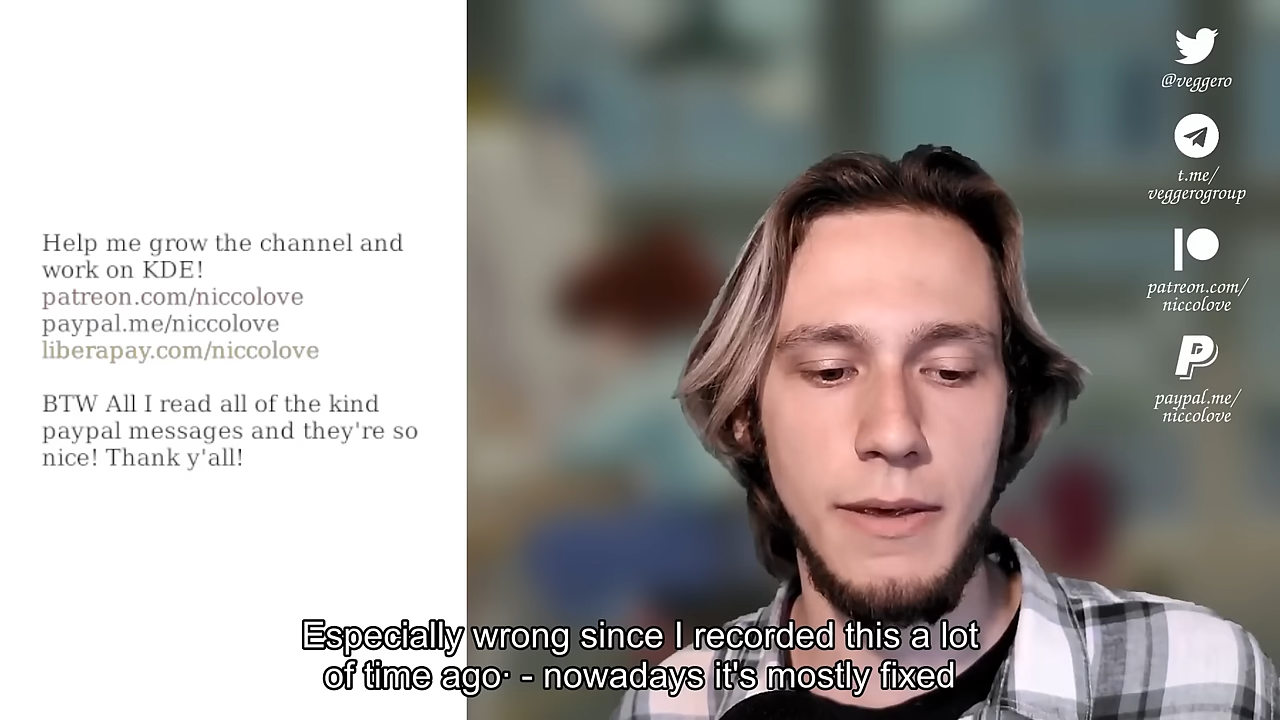 Help me grow the channel and
work on KDE!
patreon.com/niccolove
paypal.me/niccolove
liberapay.com/niccolove
BTW All I read all of the kind
paypal messages and they're so
nice! Thank y'all!
@veggero
t.me/
veggerogroup
patreon.com/
niccolove
paypal.me/
niccolove
Especially wrong since I recorded this a lot
of time ago· - nowadays it's mostly fixed